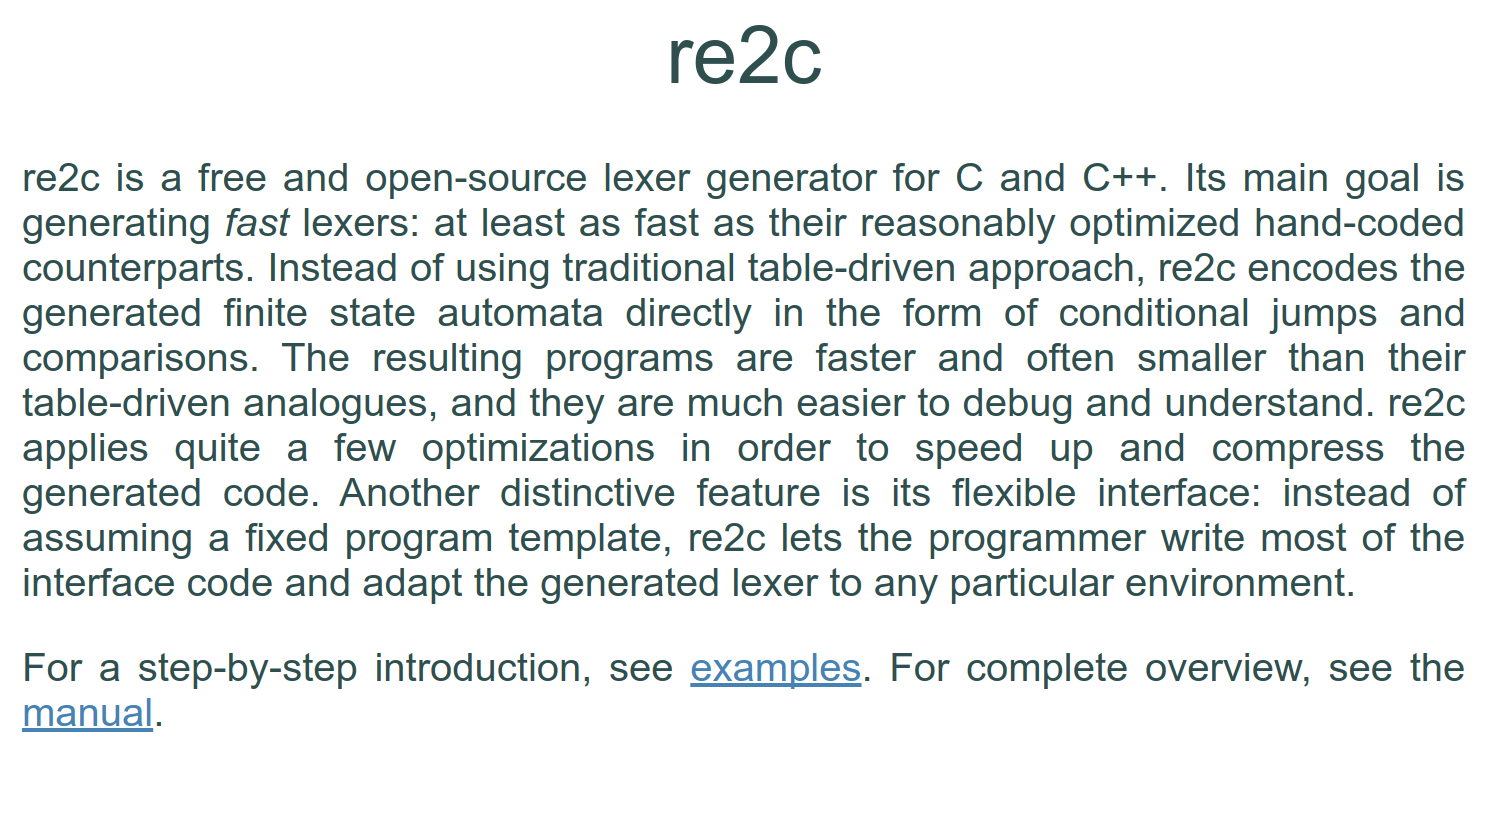 re2c
re2c is a free and open-source lexer generator for C and C++. Its main goal is
generating fast lexers: at least as fast as their reasonably optimized hand-coded
counterparts. Instead of using traditional table-driven approach, re2c encodes the
generated finite state automata directly in the form of conditional jumps and
comparisons. The resulting programs are faster and often smaller than their
table-driven analogues, and they are much easier to debug and understand. re2c
applies quite a few optimizations in order to speed up and compress the
generated code. Another distinctive feature is its flexible interface: instead of
assuming a fixed program template, re2c lets the programmer write most of the
interface code and adapt the generated lexer to any particular environment.
For a step-by-step introduction, see examples. For complete overview, see the
manual.